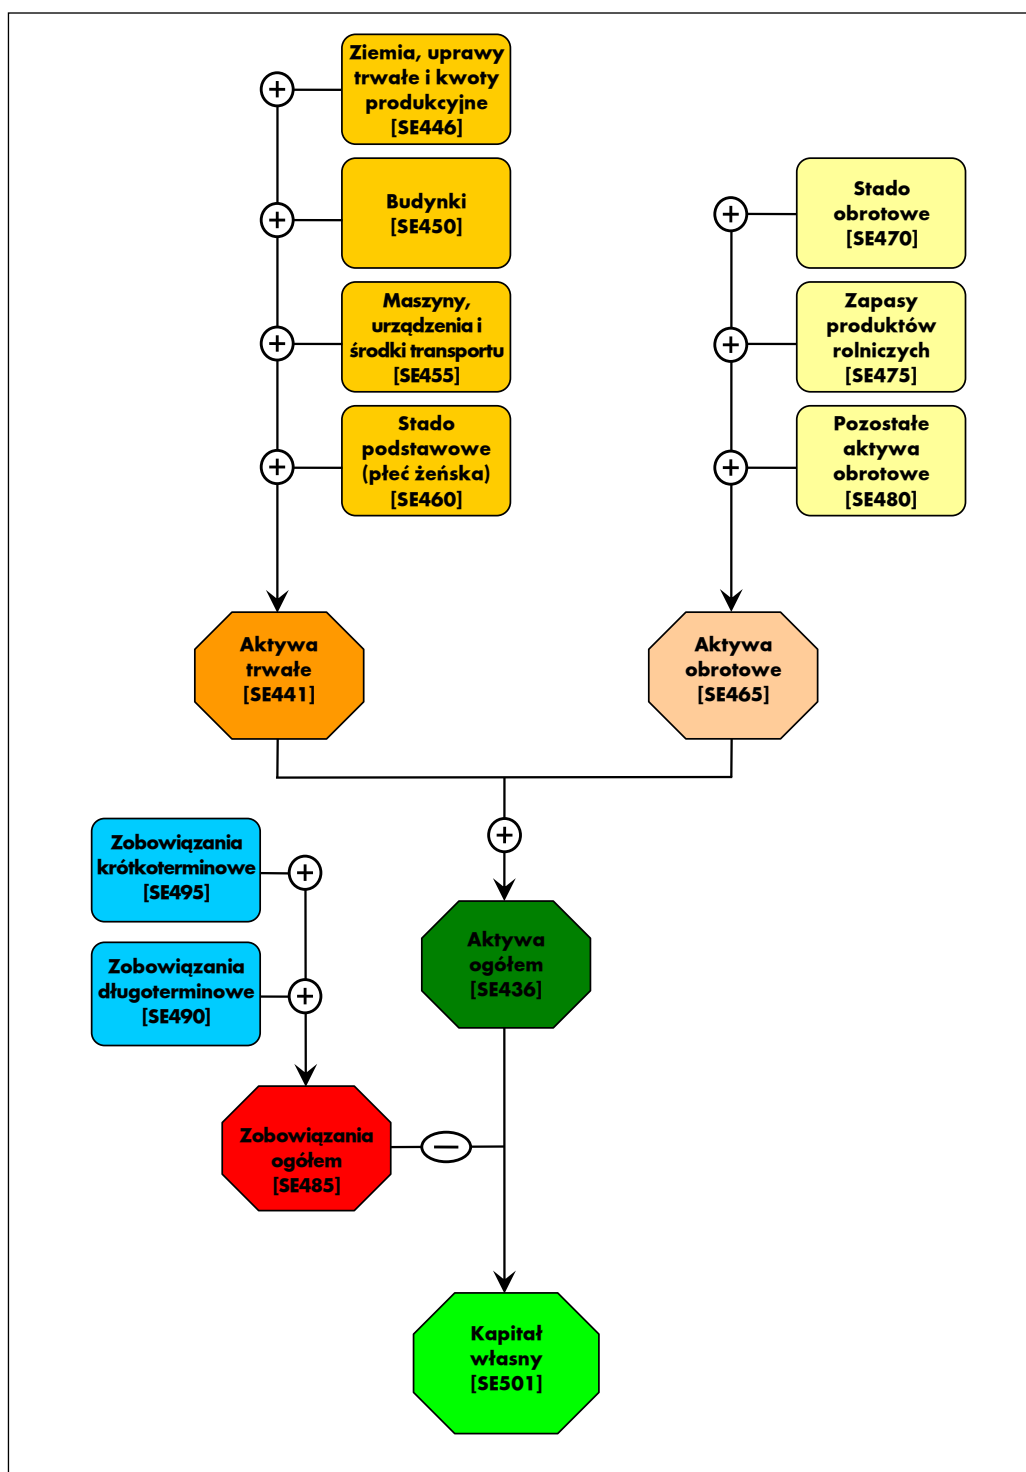 Ziemia, uprawy
trwałe i kwoty
produkcyjne
[SE446]
Budynki
[SE450]
Maszyny,
urządzenia i
środki transportu
[SE455]
Stado
podstawowe
(płeć żeńska)
[SE460]
Stado
obrotowe
[SE470]
Zapasy
produktów
rolniczych
[SE475]
Pozostałe
aktywa
obrotowe
[SE480]
Aktywa
trwałe
[SE441]
Aktywa
obrotowe
[SE465]
Zobowiązania
krótkoterminowe
[SE495]
Zobowiązania
długoterminowe
[SE490]
Aktywa
ogółem
[SE436]
Zobowiązania
ogółem
[SE485]
Kapitał
własny
[SE501]